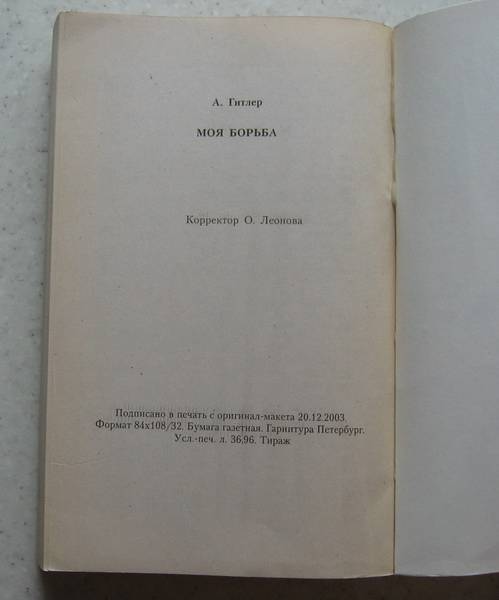 А. Гитлер
МОЯ БОРЬБА
Корректор О. Леонова
Подписано в печать с оригинал-макета 20.12.2003.
Формат 84х108/32. Бумага газетная. Гарнитура Петербург.
Усл.-печ. л. 36,96. Тираж